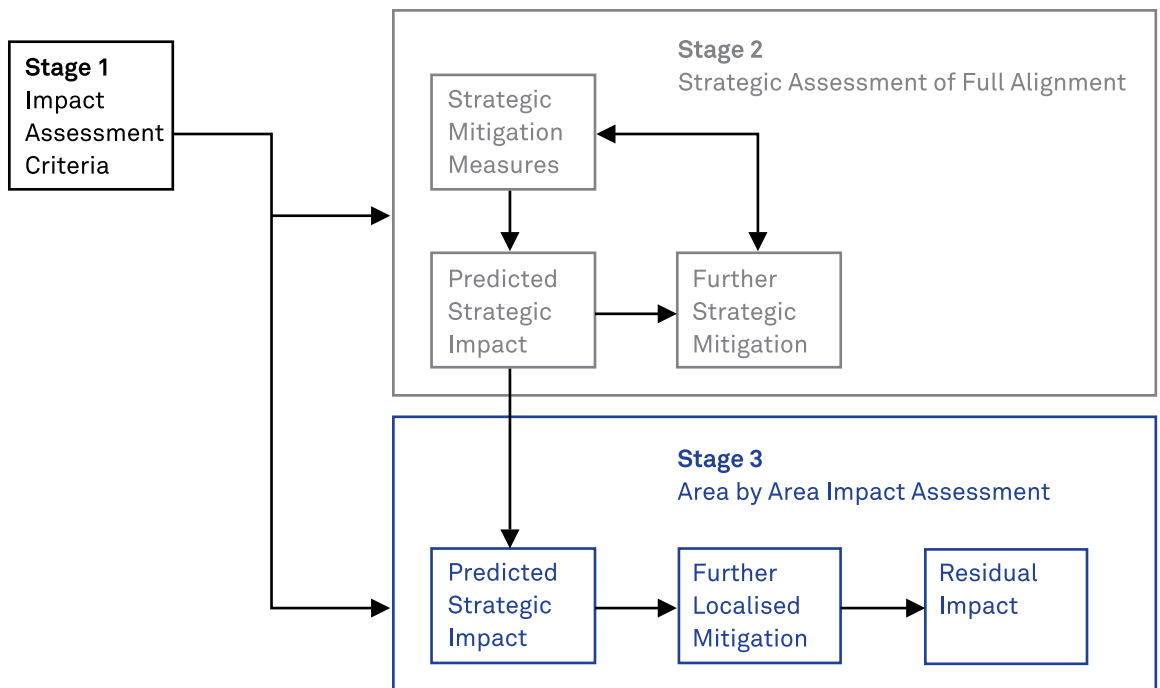 Stage 1
Impact
Assessment
Criteria
Stage 2
Strategic Assessment of Full Alignment
Strategic
Mitigation
Measures
Predicted
Strategic
Impact
Further
Strategic
Mitigation
Stage 3
Area by Area Impact Assessment
Predicted
Strategic
Impact
Further
Localised
Mitigation
Residual
Impact